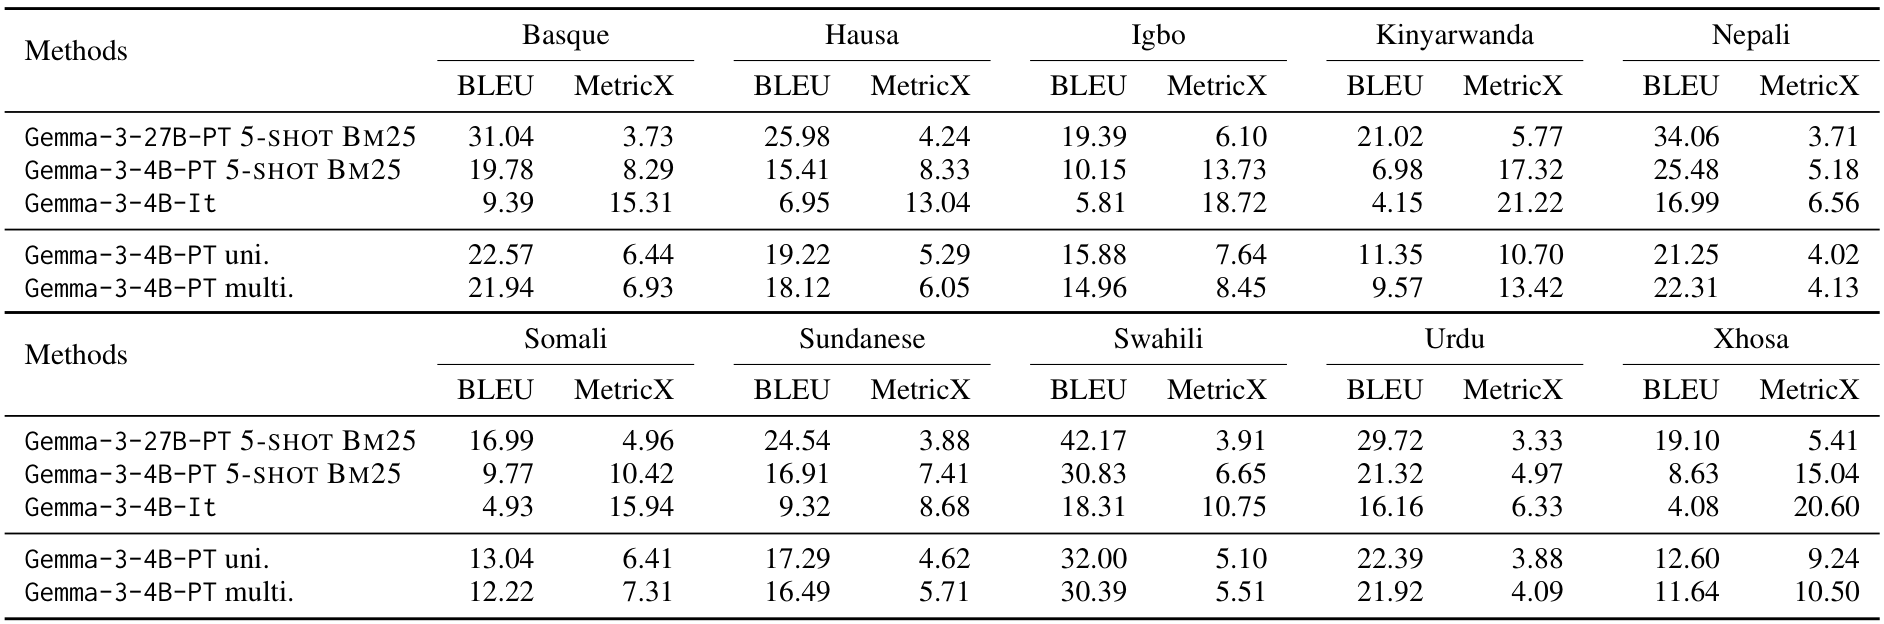 Methods Basque Hausa Igbo Kinyarwanda Nepali
BLEU MetricX BLEU MetricX BLEU MetricX BLEU MetricX BLEU MetricX
Gemma-3-27B-PT 5-SHOT BM25 31.04 3.73 25.98 4.24 19.39 6.10 21.02 5.77 34.06 3.71
Gemma-3-4B-PT 5-SHOT BM25 19.78 8.29 15.41 8.33 10.15 13.73 6.98 17.32 25.48 5.18
Gemma-3-4B-It 9.39 15.31 6.95 13.04 5.81 18.72 4.15 21.22 16.99 6.56
Gemma-3-4B-PT uni. 22.57 6.44 19.22 5.29 15.88 7.64 11.35 10.70 21.25 4.02
Gemma-3-4B-PT multi. 21.94 6.93 18.12 6.05 14.96 8.45 9.57 13.42 22.31 4.13
Methods Somali Sundanese Swahili Urdu Xhosa
BLEU MetricX BLEU MetricX BLEU MetricX BLEU MetricX BLEU MetricX
Gemma-3-27B-PT 5-SHOT BM25 16.99 4.96 24.54 3.88 42.17 3.91 29.72 3.33 19.10 5.41
Gemma-3-4B-PT 5-SHOT BM25 9.77 10.42 16.91 7.41 30.83 6.65 21.32 4.97 8.63 15.04
Gemma-3-4B-It 4.93 15.94 9.32 8.68 18.31 10.75 16.16 6.33 4.08 20.60
Gemma-3-4B-PT uni. 13.04 6.41 17.29 4.62 32.00 5.10 22.39 3.88 12.60 9.24
Gemma-3-4B-PT multi. 12.22 7.31 16.49 5.71 30.39 5.51 21.92 4.09 11.64 10.50